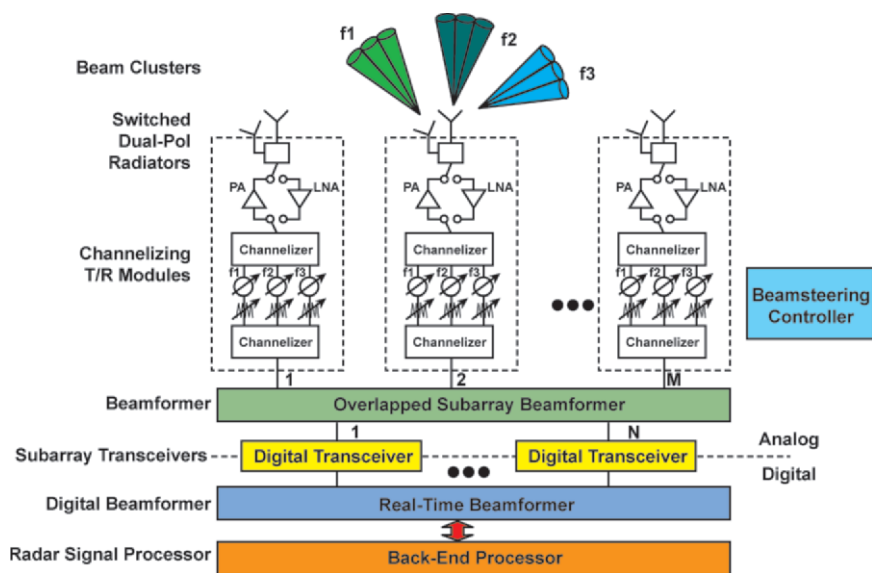 f1
f2
f3
Beam Clusters
Switched
Dual-Pol
Radiators
PA
LNA
PA
LNA
PA
LNA
Channelizer
Channelizer
Channelizer
Channelizing
T/R Modules
f1
f2
f3
f1
f2
f3
f1
f2
f3
Beamsteering
Controller
Channelizer
Channelizer
Channelizer
1
2
M
Beamformer
Overlapped Subarray Beamformer
1
N
Analog
Subarray Transceivers
Digital Transceiver
Digital Transceiver
Digital
Digital Beamformer
Real-Time Beamformer
Radar Signal Processor
Back-End Processor